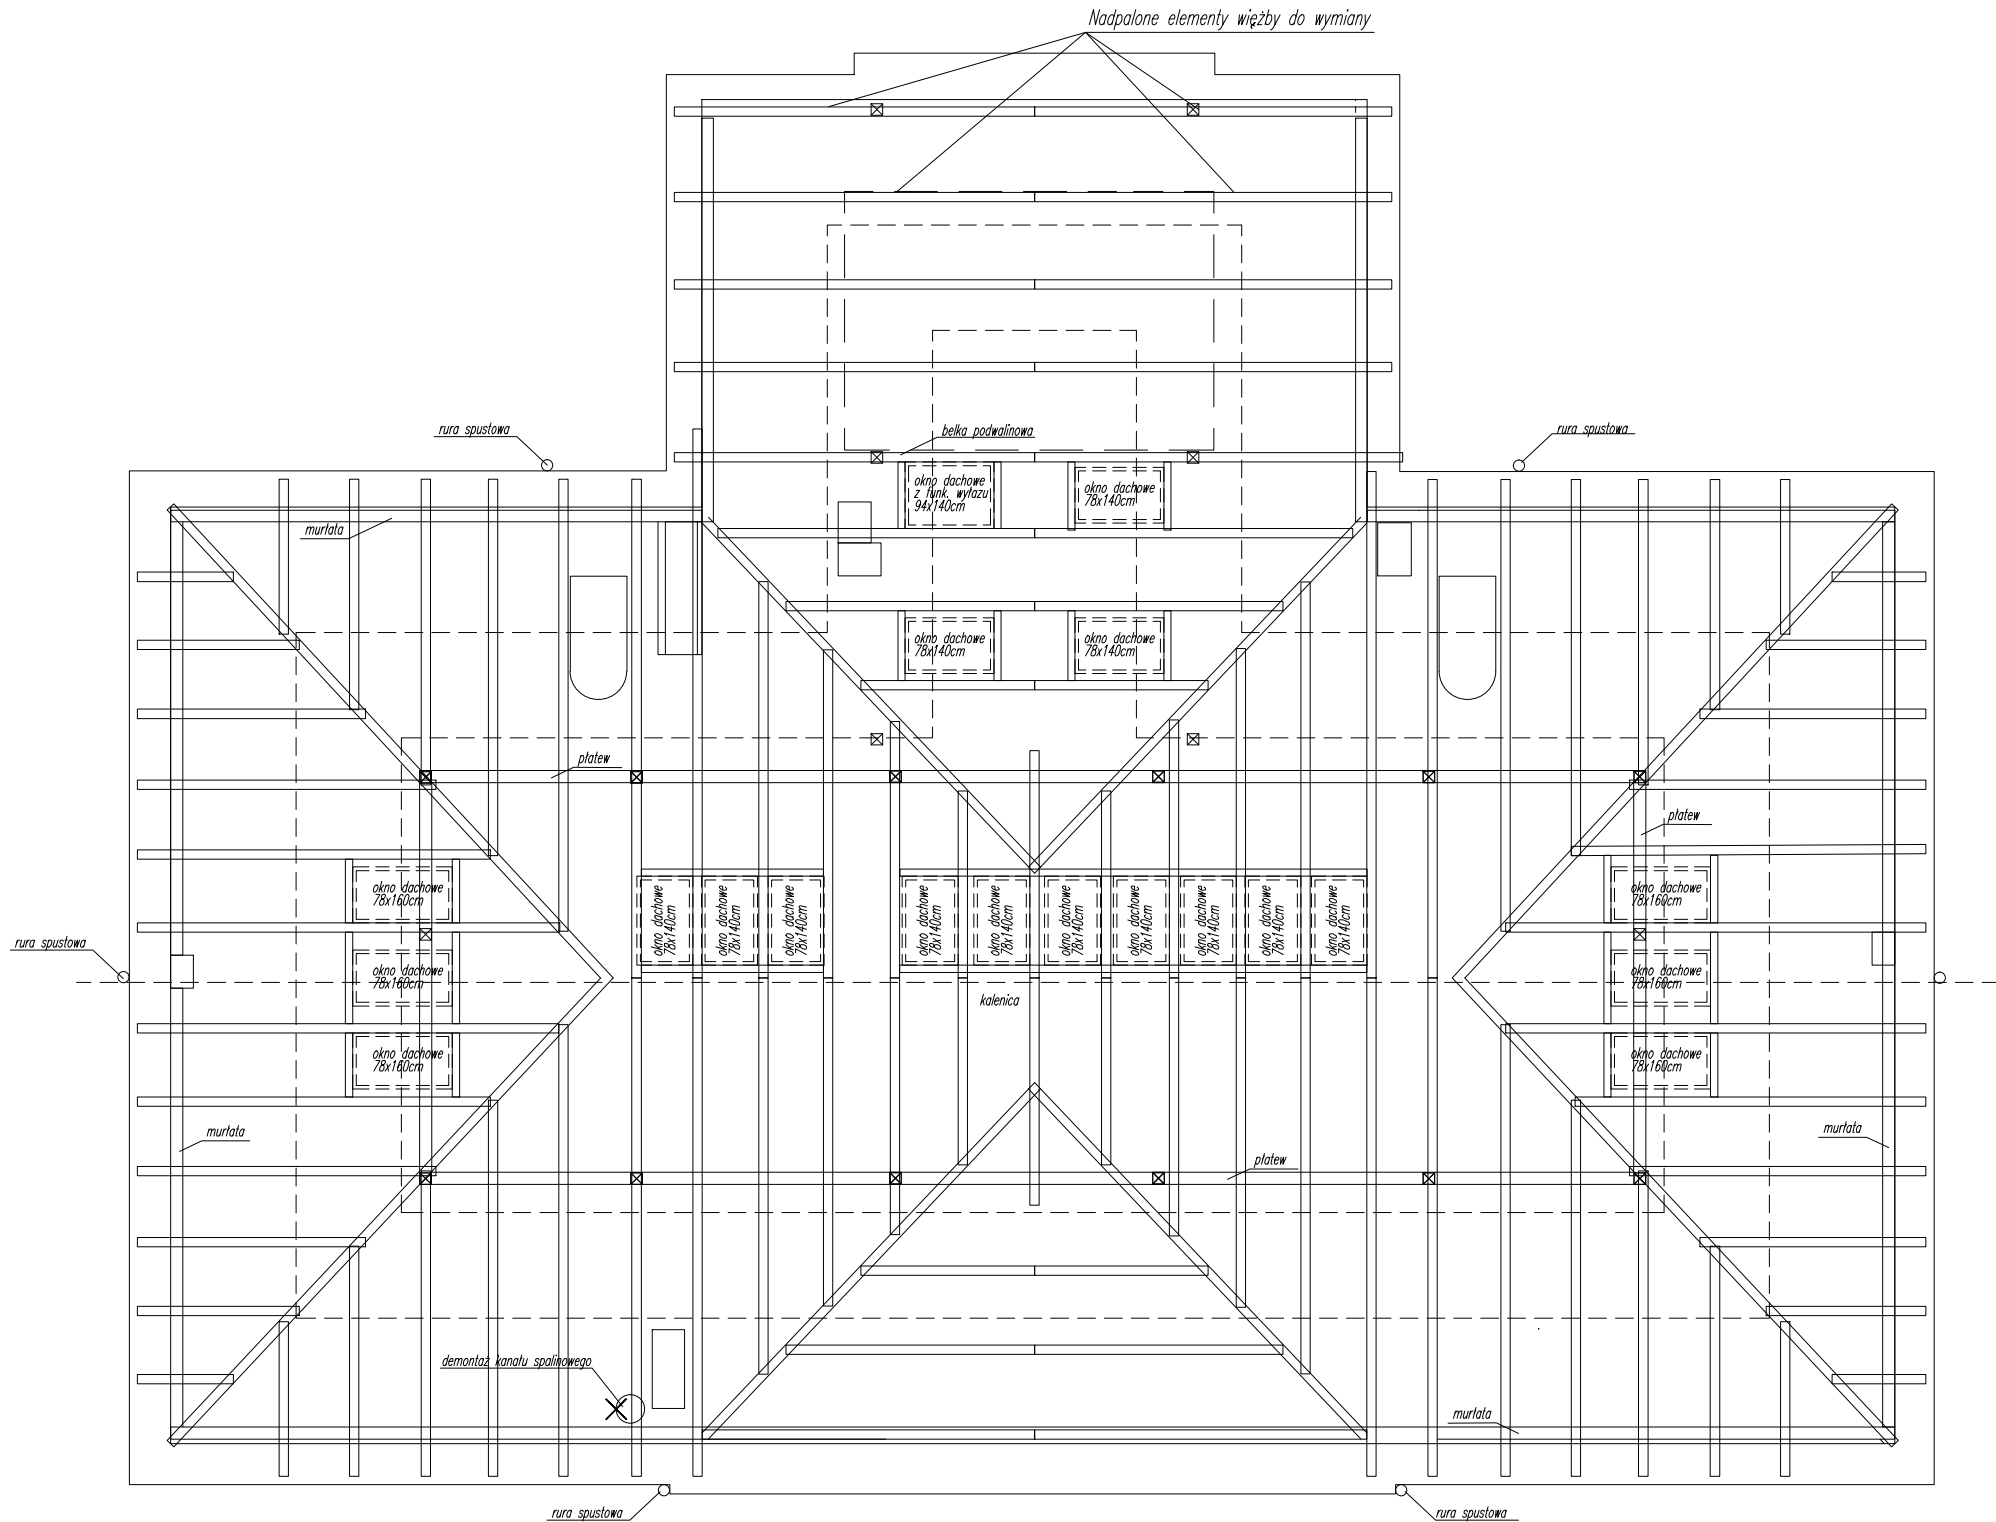 Nadpalone elementy więźby do wymiany
rura spustowa
rura spustowa
belka podwalinowa
okno dachowe
z funk. wyłazu
94x140cm
okno dachowe
78x140cm
murłata
okno dachowe
78x140cm
okno dachowe
78x140cm
płatew
płatew
okno dachowe
78x160cm
okno dachowe
78x140cm
okno dachowe
78x140cm
okno dachowe
78x140cm
okno dachowe
78x140cm
okno dachowe
78x140cm
okno dachowe
78x140cm
okno dachowe
78x140cm
okno dachowe
78x140cm
okno dachowe
78x140cm
okno dachowe
78x140cm
okno dachowe
78x160cm
rura spustowa
okno dachowe
78x160cm
okno dachowe
78x160cm
kalenica
okno dachowe
78x160cm
okno dachowe
78x160cm
murłata
murłata
płatew
demontaż kanału spalinowego
murłata
rura spustowa
rura spustowa